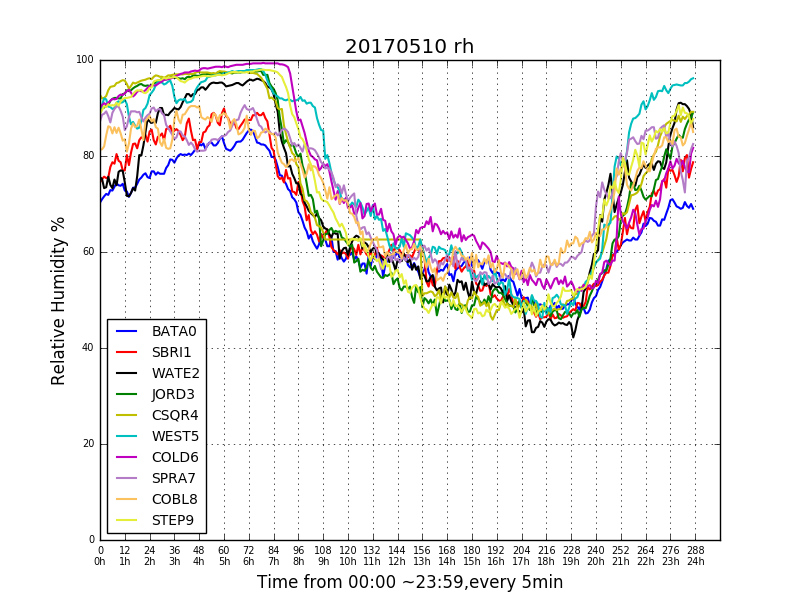 20170510 rh
Relative Humidity %
100
80
60
40
20
0
BATA0
SBRI1
WATE2
JORD3
CSQR4
WEST5
COLD6
SPRA7
COBL8
STEP9
0 12 24 36 48 60 72 84 96 108 120 132 144 156 168 180 192 204 216 228 240 252 264 276 288
0h 1h 2h 3h 4h 5h 6h 7h 8h 9h 10h 11h 12h 13h 14h 15h 16h 17h 18h 19h 20h 21h 22h 23h 24h
Time from 00:00 ~23:59,every 5min